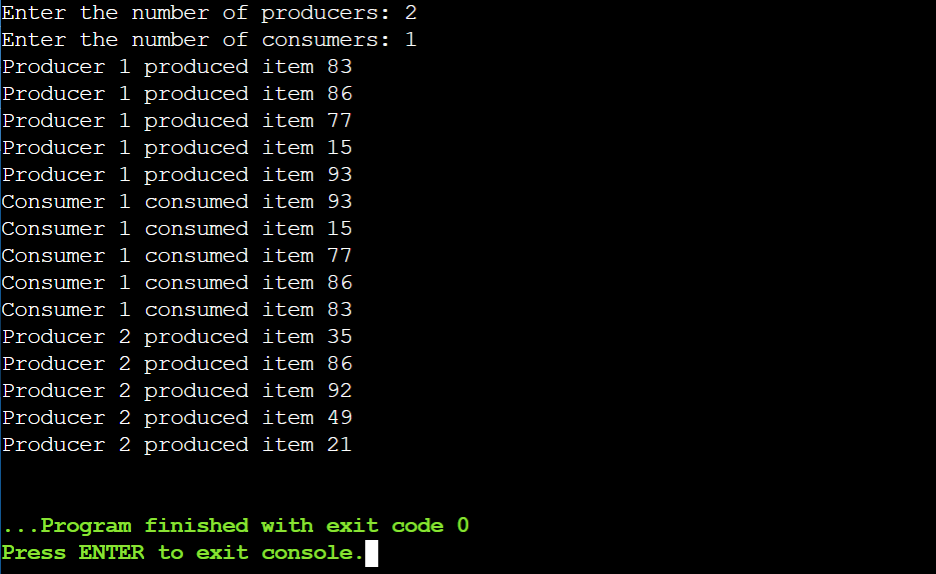 Enter the number of producers: 2
Enter the number of consumers: 1
Producer 1 produced item 83
Producer 1 produced item 86
Producer 1 produced item 77
Producer 1 produced item 15
Producer 1 produced item 93
Consumer 1 consumed item 93
Consumer 1 consumed item 15
Consumer 1 consumed item 77
Consumer 1 consumed item 86
Consumer 1 consumed item 83
Producer 2 produced item 35
Producer 2 produced item 86
Producer 2 produced item 92
Producer 2 produced item 49
Producer 2 produced item 21
...Program finished with exit code 0
Press ENTER to exit console.